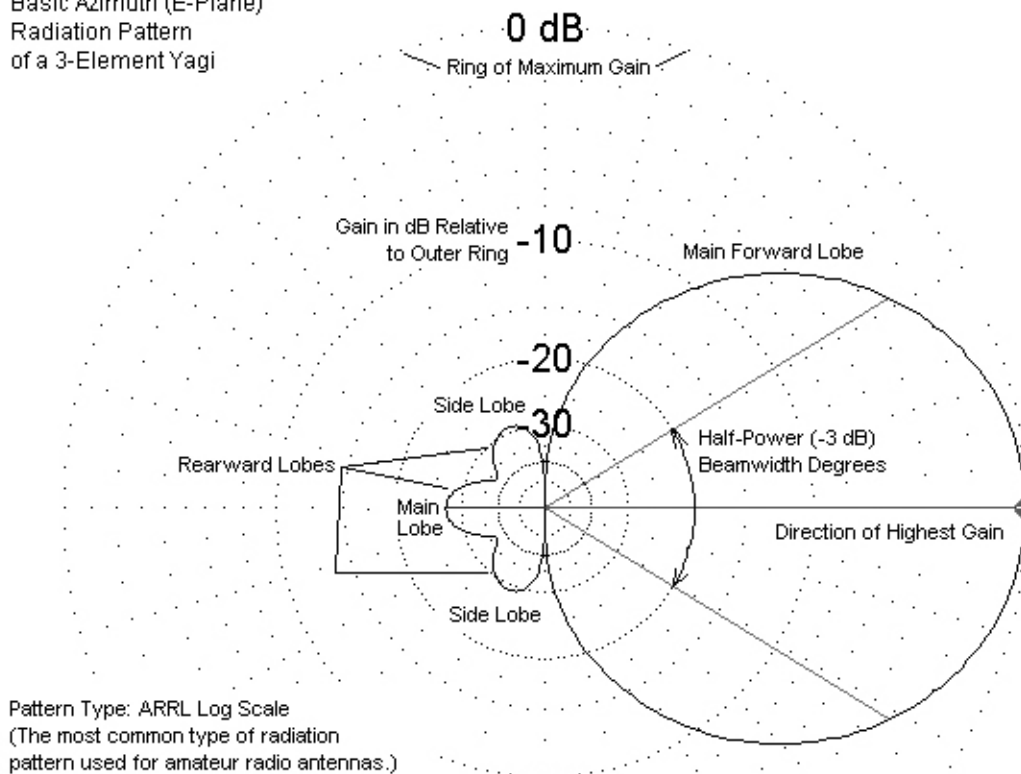 Basic Azimuth (E-Plane)
Radiation Pattern
of a 3-Element Yagi
0 dB
Ring of Maximum Gain
Gain in dB Relative
to Outer Ring
-10
Main Forward Lobe
-20
Side Lobe
-30
Half-Power (-3 dB)
Beamwidth Degrees
Rearward Lobes
Main
Lobe
Direction of Highest Gain
Side Lobe
Pattern Type: ARRL Log Scale
(The most common type of radiation
pattern used for amateur radio antennas.)